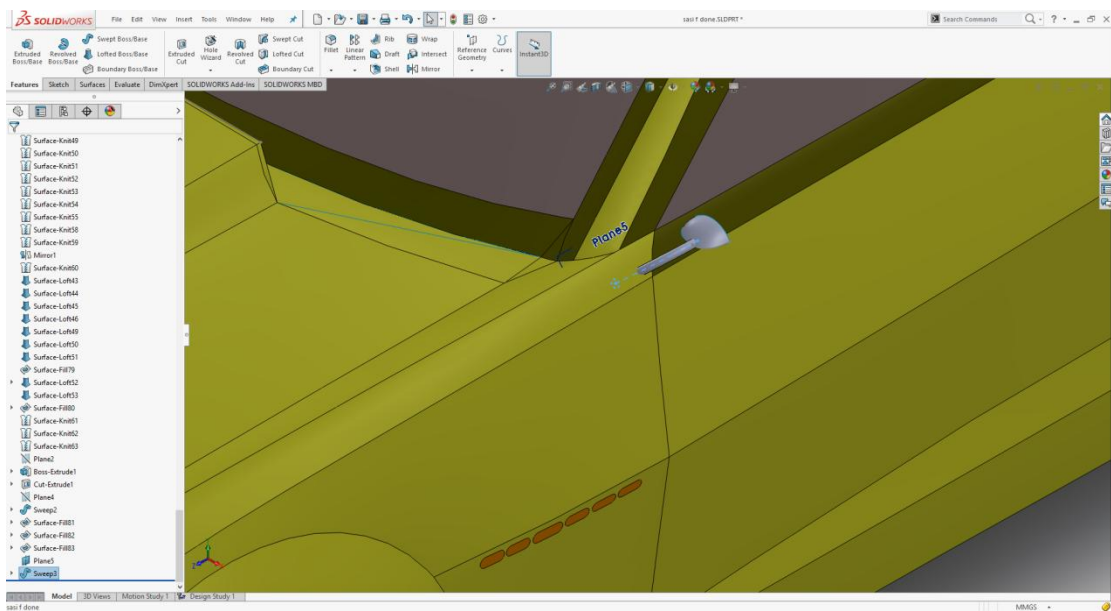 SOLIDWORKS File Edit View Insert Tools Window Help sasi f done.SLDPRT * Search Commands
Extruded Boss/Base
Revolved Boss/Base
Swept Boss/Base
Lofted Boss/Base
Boundary Boss/Base
Extruded Cut
Hole Wizard
Revolved Cut
Swept Cut
Lofted Cut
Boundary Cut
Fillet
Linear Pattern
Rib
Draft
Shell
Wrap
Intersect
Mirror
Reference Geometry
Curves
Instant3D
Features Sketch Surfaces Evaluate DimXpert SOLIDWORKS Add-Ins SOLIDWORKS MBD
Surface-Knit49
Surface-Knit50
Surface-Knit51
Surface-Knit52
Surface-Knit53
Surface-Knit54
Surface-Knit55
Surface-Knit58
Surface-Knit59
Mirror1
Surface-Knit60
Surface-Loft43
Surface-Loft44
Surface-Loft45
Surface-Loft46
Surface-Loft49
Surface-Loft50
Surface-Loft51
Surface-Fill79
Surface-Loft52
Surface-Loft53
Surface-Fill80
Surface-Knit61
Surface-Knit62
Surface-Knit63
Plane2
Boss-Extrude1
Cut-Extrude1
Plane4
Sweep2
Surface-Fill81
Surface-Fill82
Surface-Fill83
Plane5
Sweep3
Plane5
Model 3D Views Motion Study 1 Design Study 1
sasi f done MMGS